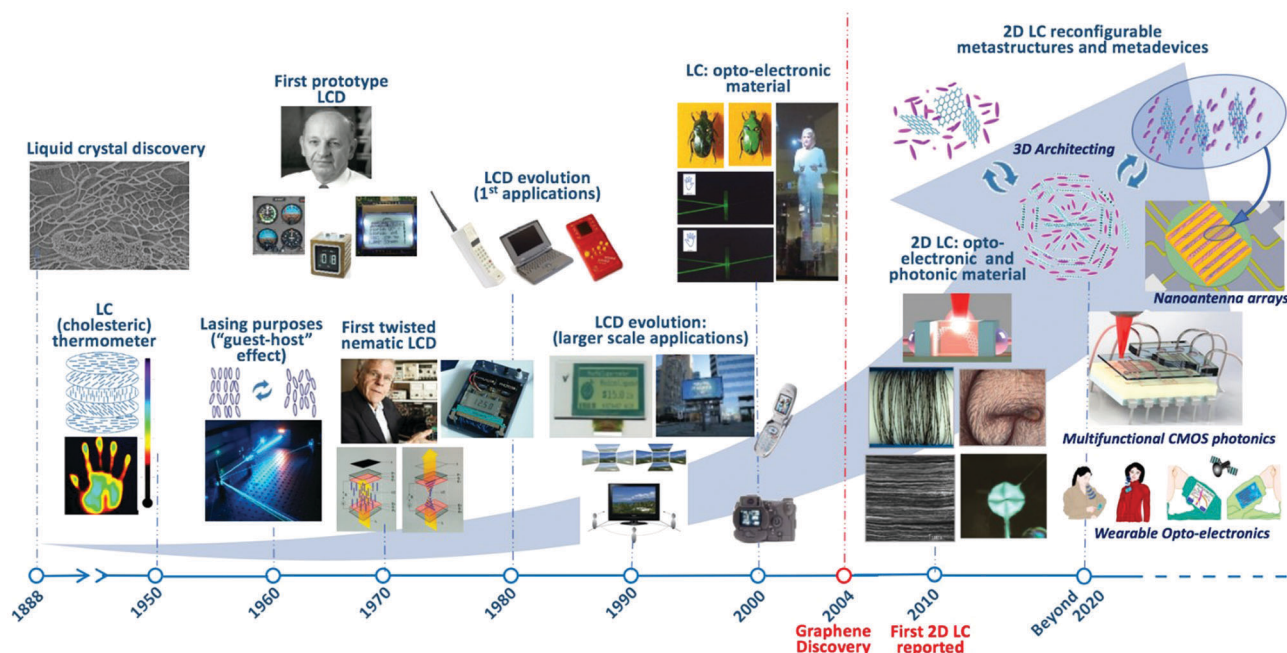 2D LC reconfigurable
metastructures and metadevices
First prototype
LCD
LC: opto-electronic
material
Liquid crystal discovery
3D Architecting
LCD evolution
(1st applications)
2D LC: opto-
electronic and
photonic material
Nanoantenna arrays
LC
(cholesteric)
thermometer
Lasing purposes
("guest-host"
effect)
First twisted
nematic LCD
LCD evolution:
(larger scale applications)
Multifunctional CMOS photonics
Wearable Opto-electronics
1888
1950
1960
1970
1980
1990
2000
2004
2010
Beyond
2020
Graphene
Discovery
First 2D LC
reported